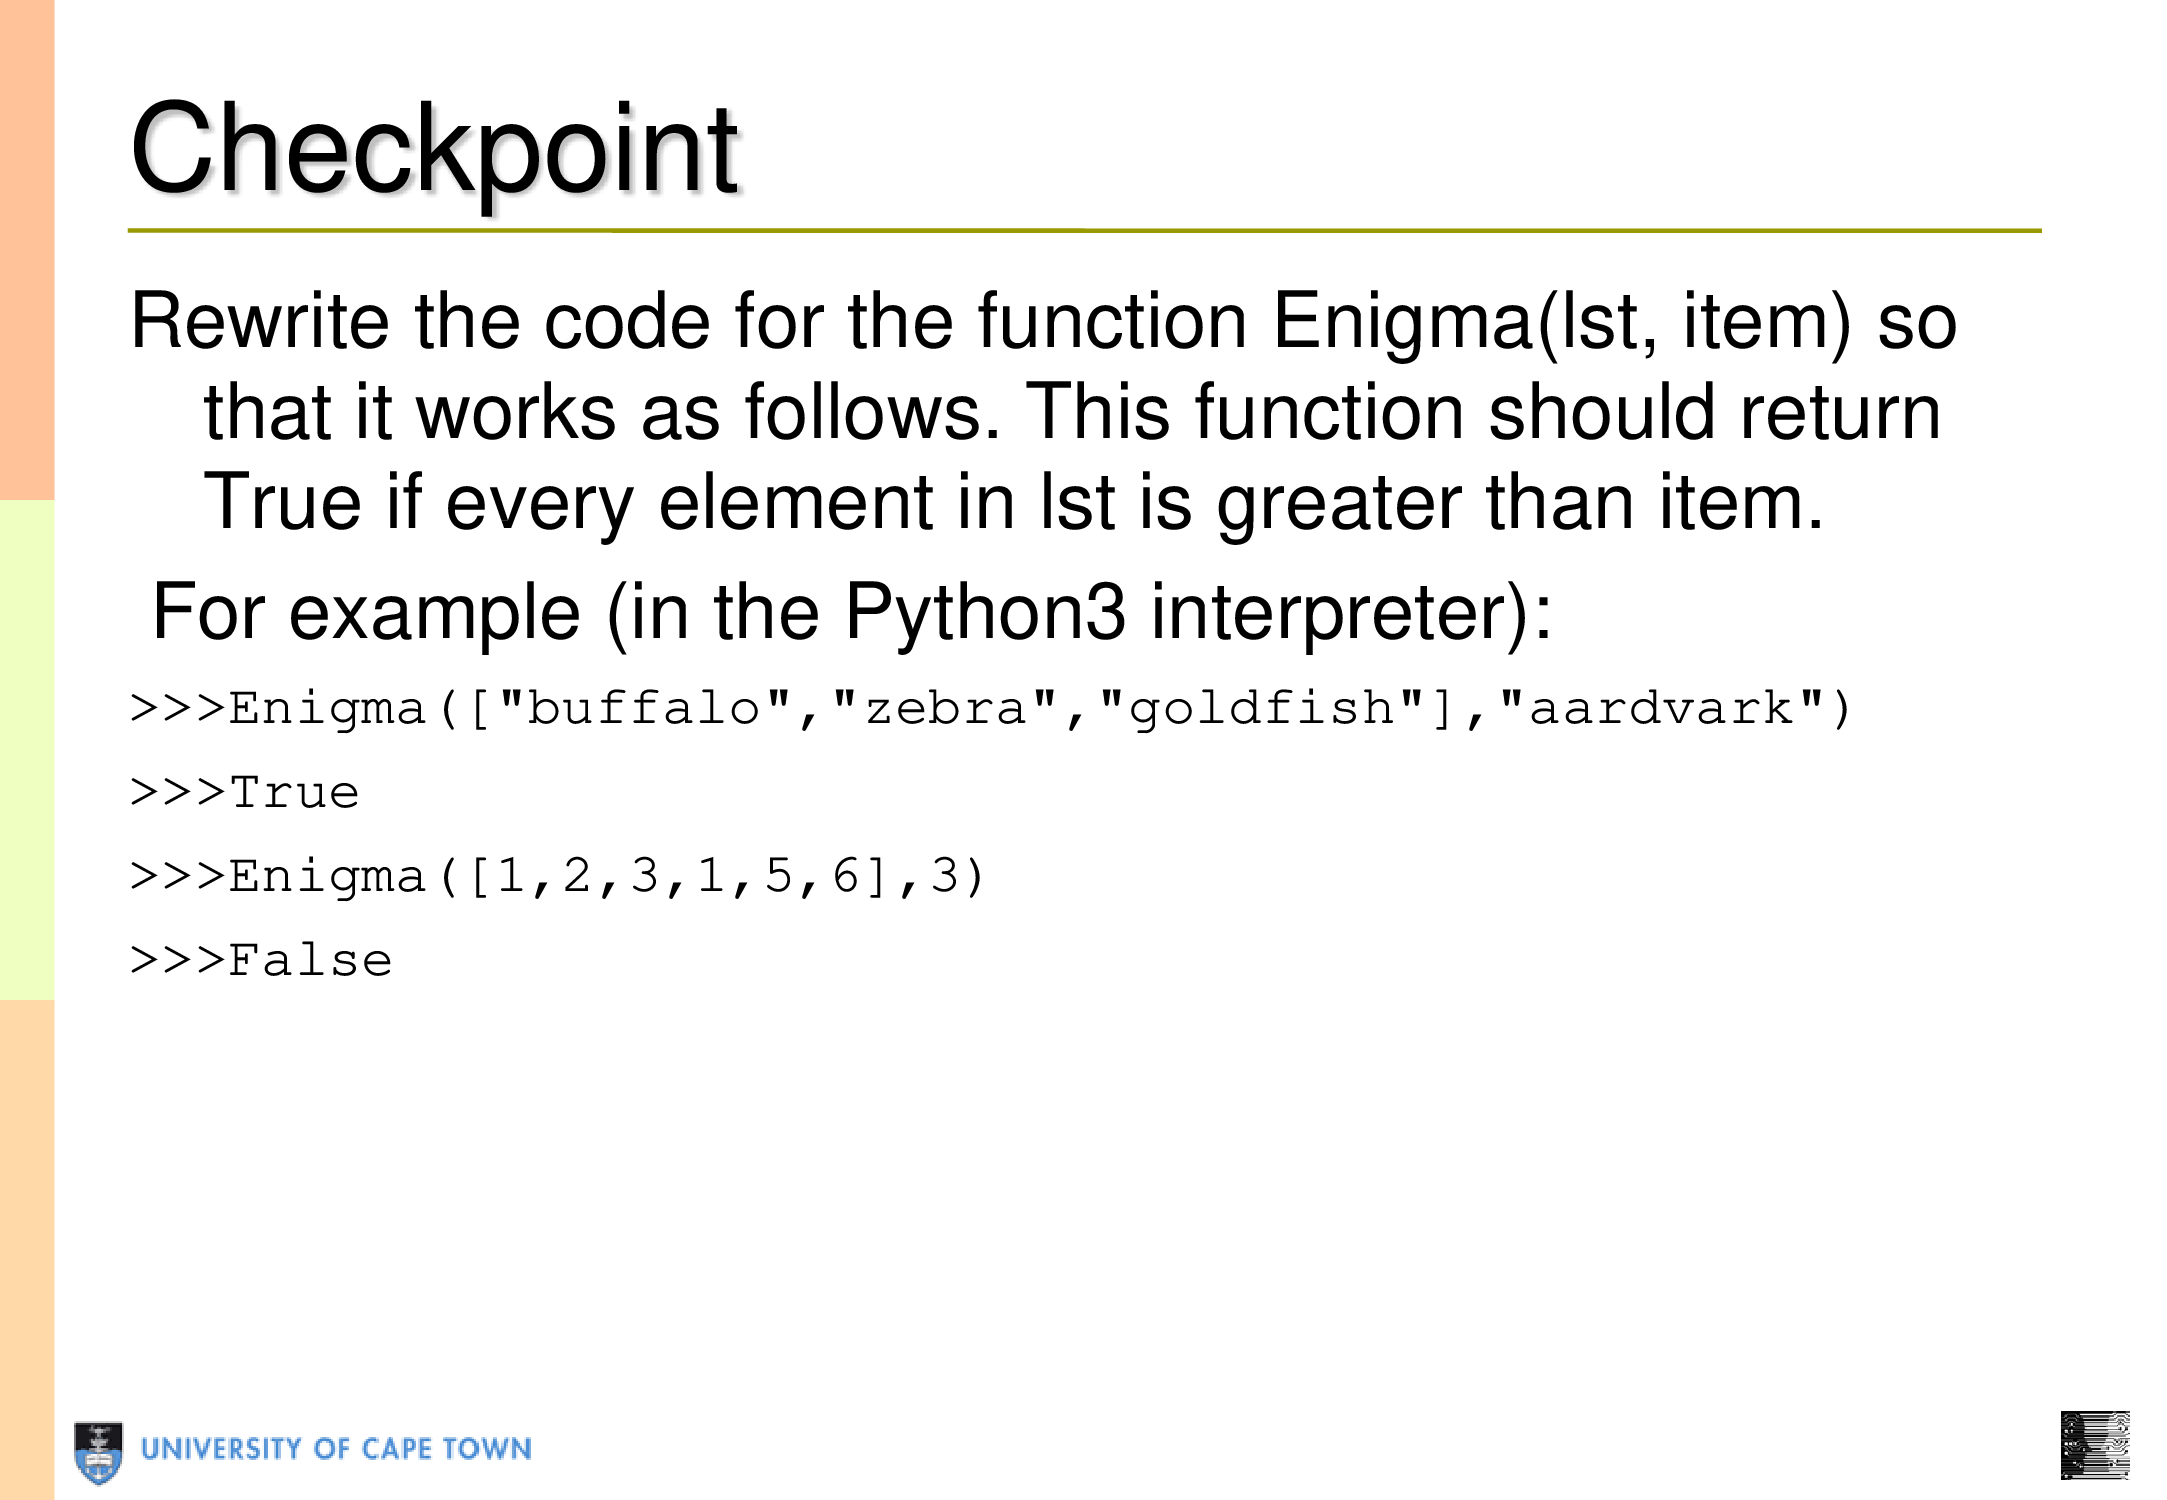 Checkpoint
Rewrite the code for the function Enigma(lst, item) so
that it works as follows. This function should return
True if every element in lst is greater than item.
For example (in the Python3 interpreter):
>>>Enigma(["buffalo","zebra","goldfish"],"aardvark")
>>>True
>>>Enigma([1,2,3,1,5,6],3)
>>>False
UNIVERSITY OF CAPE TOWN